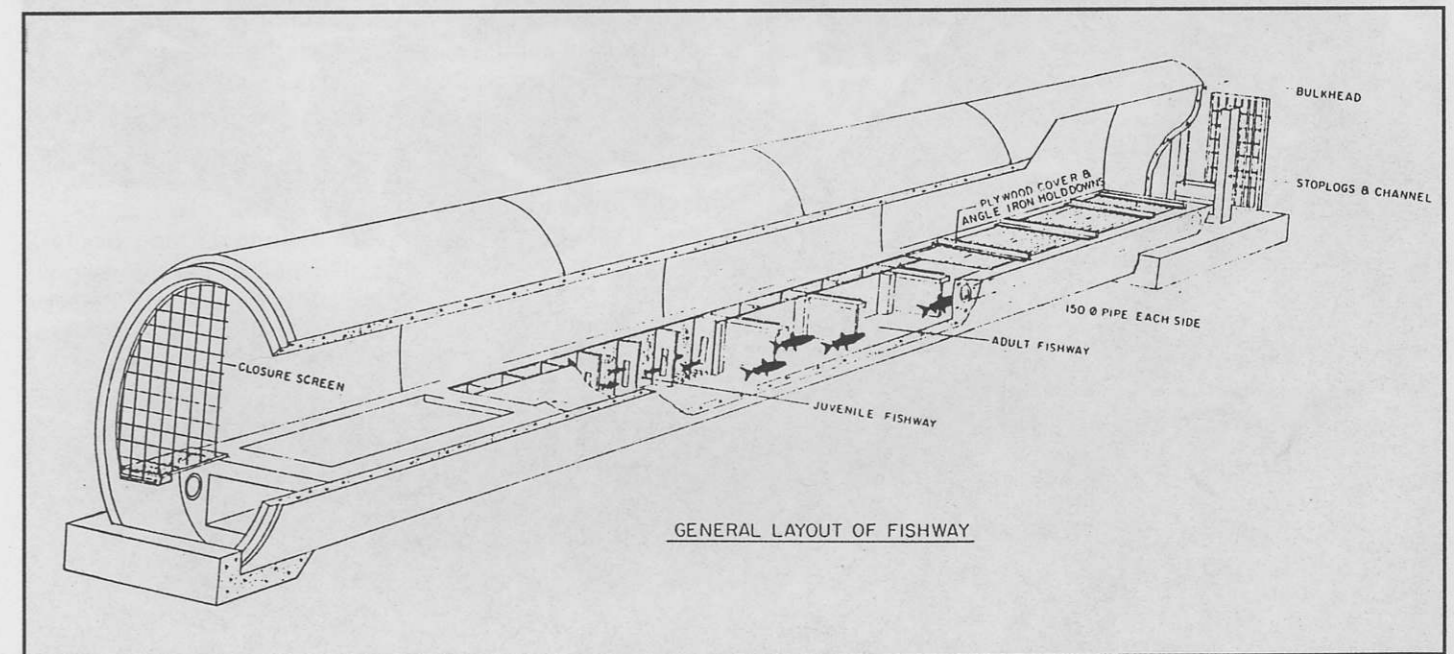 BULKHEAD
STOPLOGS & CHANNEL
PLYWOOD COVER &
ANGLE IRON HOLDDOWNS
150 Ø PIPE EACH SIDE
ADULT FISHWAY
CLOSURE SCREEN
JUVENILE FISHWAY
GENERAL LAYOUT OF FISHWAY